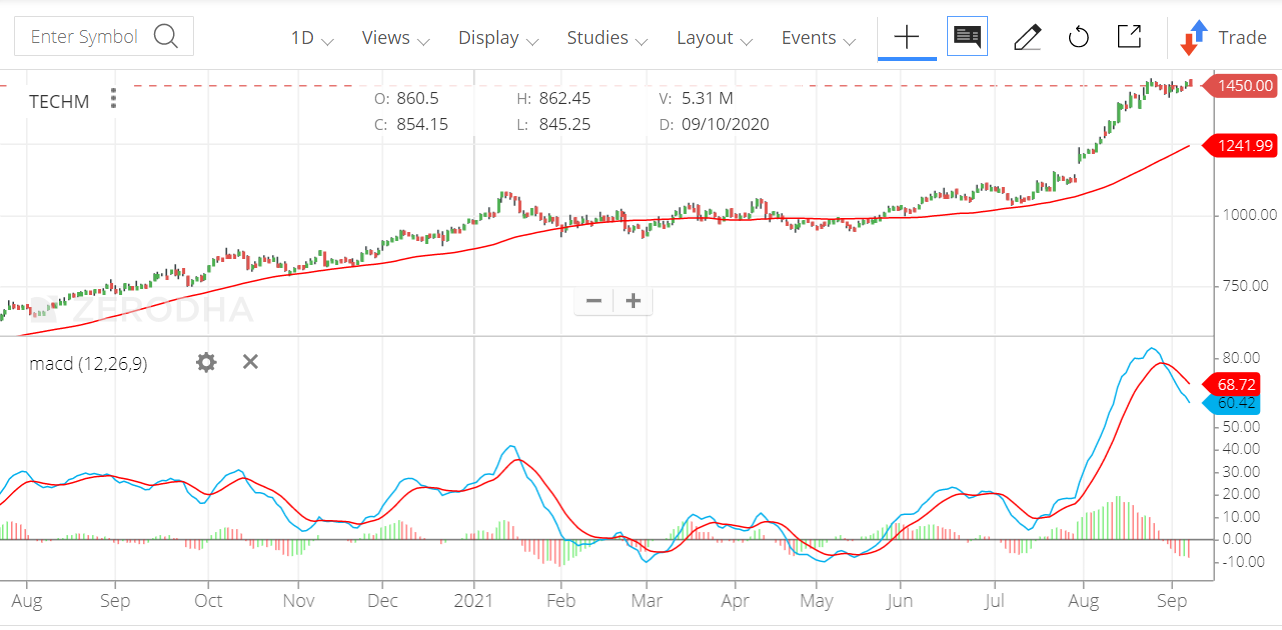 Enter Symbol 1D Views Display Studies Layout Events Trade
TECHM O: 860.5 H: 862.45 V: 5.31 M
C: 854.15 L: 845.25 D: 09/10/2020
1450.00
1241.99
1000.00
750.00
ZERODHA
macd (12,26,9)
80.00
68.72
60.42
50.00
40.00
30.00
20.00
10.00
0.00
-10.00
Aug Sep Oct Nov Dec 2021 Feb Mar Apr May Jun Jul Aug Sep